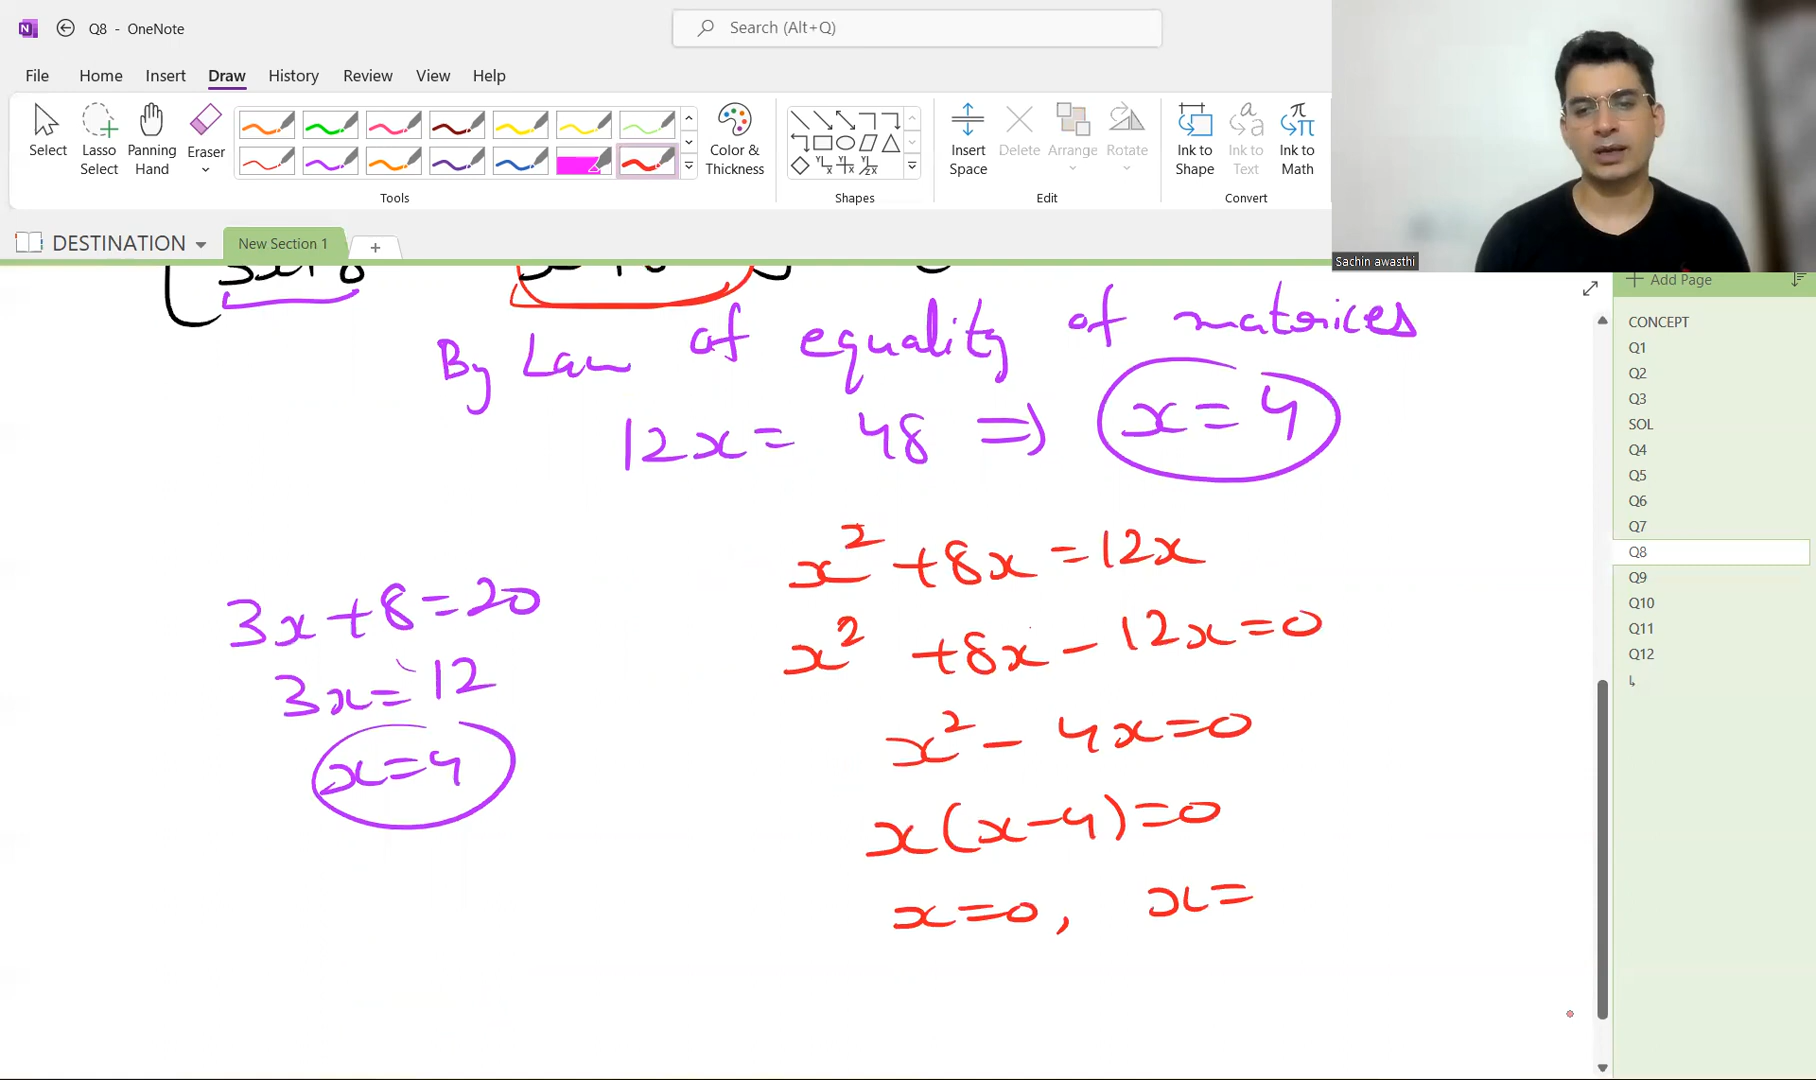 Q8 - OneNote
Search (Alt+Q)
File Home Insert Draw History Review View Help
Select
Lasso Select
Panning Hand
Eraser
Color & Thickness
Insert Space
Delete
Arrange
Rotate
Ink to Shape
Ink to Text
Ink to Math
Tools
Shapes
Edit
Convert
Sachin awasthi
DESTINATION
New Section 1
+
Add Page
CONCEPT
Q1
Q2
Q3
SOL
Q4
Q5
Q6
Q7
Q8
Q9
Q10
Q11
Q12
By Law of equality of matrices
12x = 48 ⇒ x = 4
3x + 8 = 20
3x = 12
x = 4
x² + 8x = 12x
x² + 8x - 12x = 0
x² - 4x = 0
x(x-4) = 0
x = 0, x =